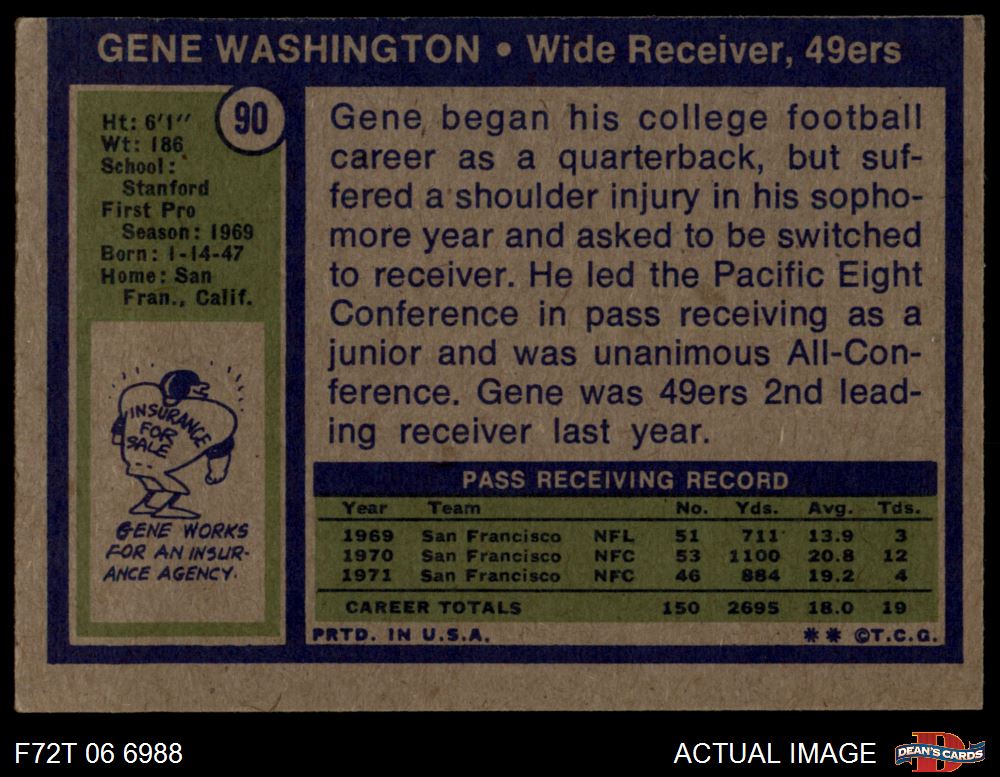 GENE WASHINGTON • Wide Receiver, 49ers
90
Ht: 6'1''
Wt: 186
School:
Stanford
First Pro
Season: 1969
Born: 1-14-47
Home: San
Fran., Calif.
INSURANCE
FOR
SALE
GENE WORKS
FOR AN INSUR-
ANCE AGENCY.
Gene began his college football
career as a quarterback, but suf-
fered a shoulder injury in his sopho-
more year and asked to be switched
to receiver. He led the Pacific Eight
Conference in pass receiving as a
junior and was unanimous All-Con-
ference. Gene was 49ers 2nd lead-
ing receiver last year.
PASS RECEIVING RECORD
Year Team No. Yds. Avg. Tds.
1969 San Francisco NFL 51 711 13.9 3
1970 San Francisco NFC 53 1100 20.8 12
1971 San Francisco NFC 46 884 19.2 4
CAREER TOTALS 150 2695 18.0 19
PRTD. IN U.S.A. ** ©T.C.G.
F72T 06 6988 ACTUAL IMAGE D DEAN'S CARDS